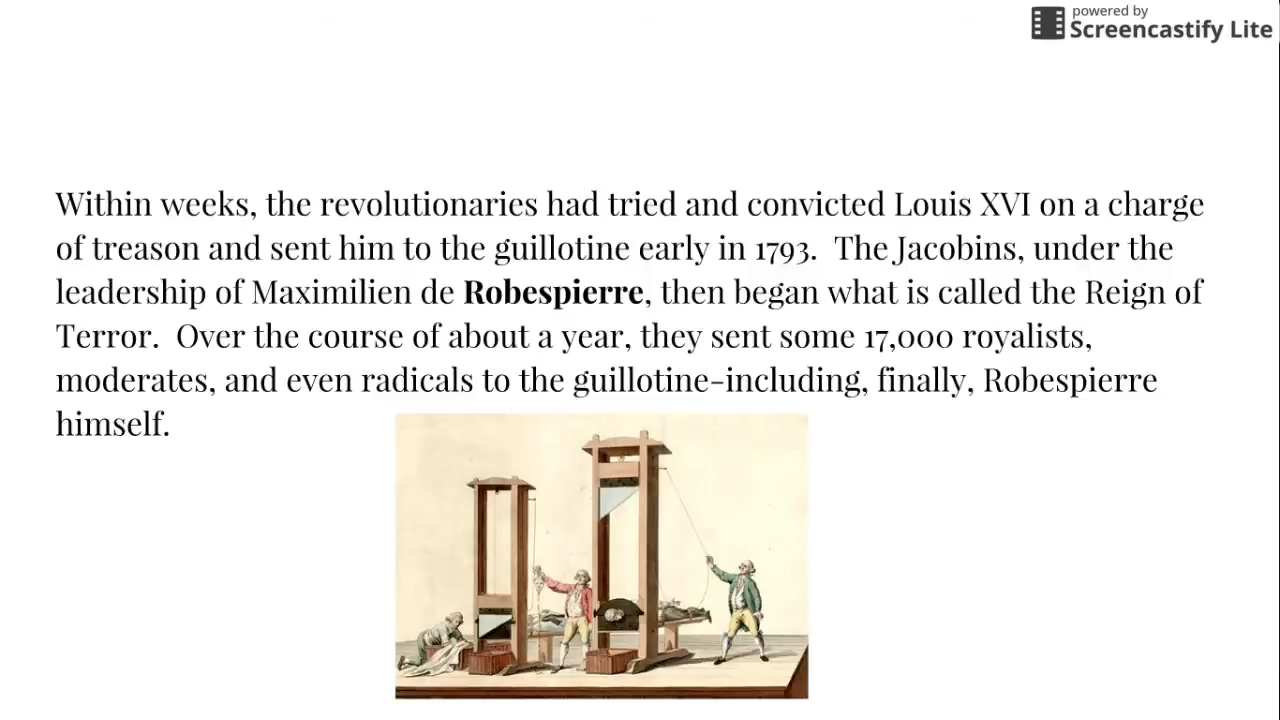 powered by
Screencastify Lite
Within weeks, the revolutionaries had tried and convicted Louis XVI on a charge
of treason and sent him to the guillotine early in 1793.  The Jacobins, under the
leadership of Maximilien de Robespierre, then began what is called the Reign of
Terror.  Over the course of about a year, they sent some 17,000 royalists,
moderates, and even radicals to the guillotine-including, finally, Robespierre
himself.